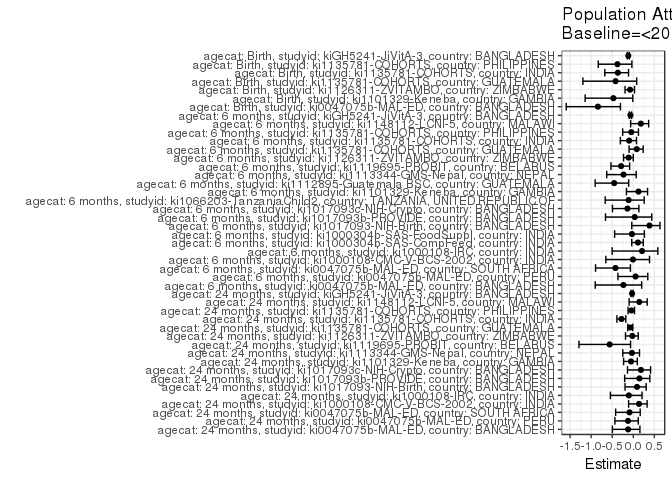 Population Att
Baseline=<20
agecat: Birth, studyid: kiGH5241-JiVitA-3, country: BANGLADESH
agecat: Birth, studyid: ki1135781-COHORTS, country: PHILIPPINES
agecat: Birth, studyid: ki1135781-COHORTS, country: INDIA
agecat: Birth, studyid: ki1135781-COHORTS, country: GUATEMALA
agecat: Birth, studyid: ki1126311-ZVITAMBO, country: ZIMBABWE
agecat: Birth, studyid: ki1101329-Keneba, country: GAMBIA
agecat: Birth, studyid: ki0047075b-MAL-ED, country: BANGLADESH
agecat: 6 months, studyid: kiGH5241-JiVitA-3, country: BANGLADESH
agecat: 6 months, studyid: ki1148112-LCNI-5, country: MALAWI
agecat: 6 months, studyid: ki1135781-COHORTS, country: PHILIPPINES
agecat: 6 months, studyid: ki1135781-COHORTS, country: INDIA
agecat: 6 months, studyid: ki1135781-COHORTS, country: GUATEMALA
agecat: 6 months, studyid: ki1126311-ZVITAMBO, country: ZIMBABWE
agecat: 6 months, studyid: ki1119695-PROBIT, country: BELARUS
agecat: 6 months, studyid: ki1113344-GMS-Nepal, country: NEPAL
agecat: 6 months, studyid: ki1112895-Guatemala BSC, country: GUATEMALA
agecat: 6 months, studyid: ki1101329-Keneba, country: GAMBIA
agecat: 6 months, studyid: ki1066203-TanzaniaChild2, country: TANZANIA, UNITED REPUBLIC OF
agecat: 6 months, studyid: ki1017093c-NIH-Crypto, country: BANGLADESH
agecat: 6 months, studyid: ki1017093b-PROVIDE, country: BANGLADESH
agecat: 6 months, studyid: ki1017093-NIH-Birth, country: BANGLADESH
agecat: 6 months, studyid: ki1000304b-SAS-FoodSuppl, country: INDIA
agecat: 6 months, studyid: ki1000304b-SAS-CompFeed, country: INDIA
agecat: 6 months, studyid: ki1000108-IRC, country: INDIA
agecat: 6 months, studyid: ki1000108-CMC-V-BCS-2002, country: INDIA
agecat: 6 months, studyid: ki0047075b-MAL-ED, country: SOUTH AFRICA
agecat: 6 months, studyid: ki0047075b-MAL-ED, country: PERU
agecat: 6 months, studyid: ki0047075b-MAL-ED, country: BANGLADESH
agecat: 24 months, studyid: kiGH5241-JiVitA-3, country: BANGLADESH
agecat: 24 months, studyid: ki1148112-LCNI-5, country: MALAWI
agecat: 24 months, studyid: ki1135781-COHORTS, country: PHILIPPINES
agecat: 24 months, studyid: ki1135781-COHORTS, country: INDIA
agecat: 24 months, studyid: ki1135781-COHORTS, country: GUATEMALA
agecat: 24 months, studyid: ki1126311-ZVITAMBO, country: ZIMBABWE
agecat: 24 months, studyid: ki1119695-PROBIT, country: BELARUS
agecat: 24 months, studyid: ki1113344-GMS-Nepal, country: NEPAL
agecat: 24 months, studyid: ki1101329-Keneba, country: GAMBIA
agecat: 24 months, studyid: ki1017093c-NIH-Crypto, country: BANGLADESH
agecat: 24 months, studyid: ki1017093b-PROVIDE, country: BANGLADESH
agecat: 24 months, studyid: ki1017093-NIH-Birth, country: BANGLADESH
agecat: 24 months, studyid: ki1000108-IRC, country: INDIA
agecat: 24 months, studyid: ki1000108-CMC-V-BCS-2002, country: INDIA
agecat: 24 months, studyid: ki0047075b-MAL-ED, country: SOUTH AFRICA
agecat: 24 months, studyid: ki0047075b-MAL-ED, country: PERU
agecat: 24 months, studyid: ki0047075b-MAL-ED, country: BANGLADESH
-1.5 -1.0 -0.5 0.0 0.5
Estimate